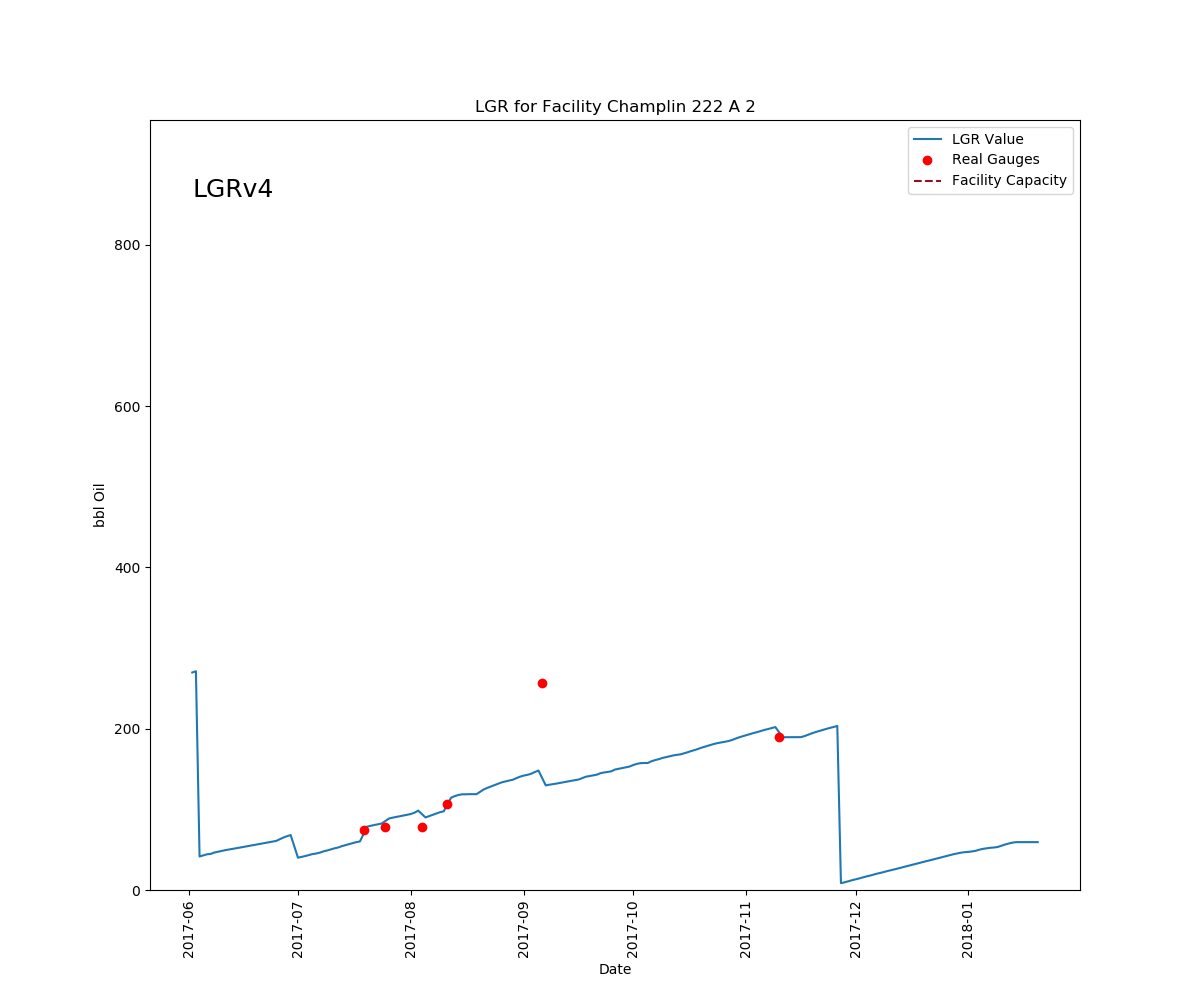 LGR for Facility Champlin 222 A 2
LGR Value
Real Gauges
Facility Capacity
LGRv4
800
600
400
200
0
bbl Oil
2017-06
2017-07
2017-08
2017-09
2017-10
2017-11
2017-12
2018-01
Date